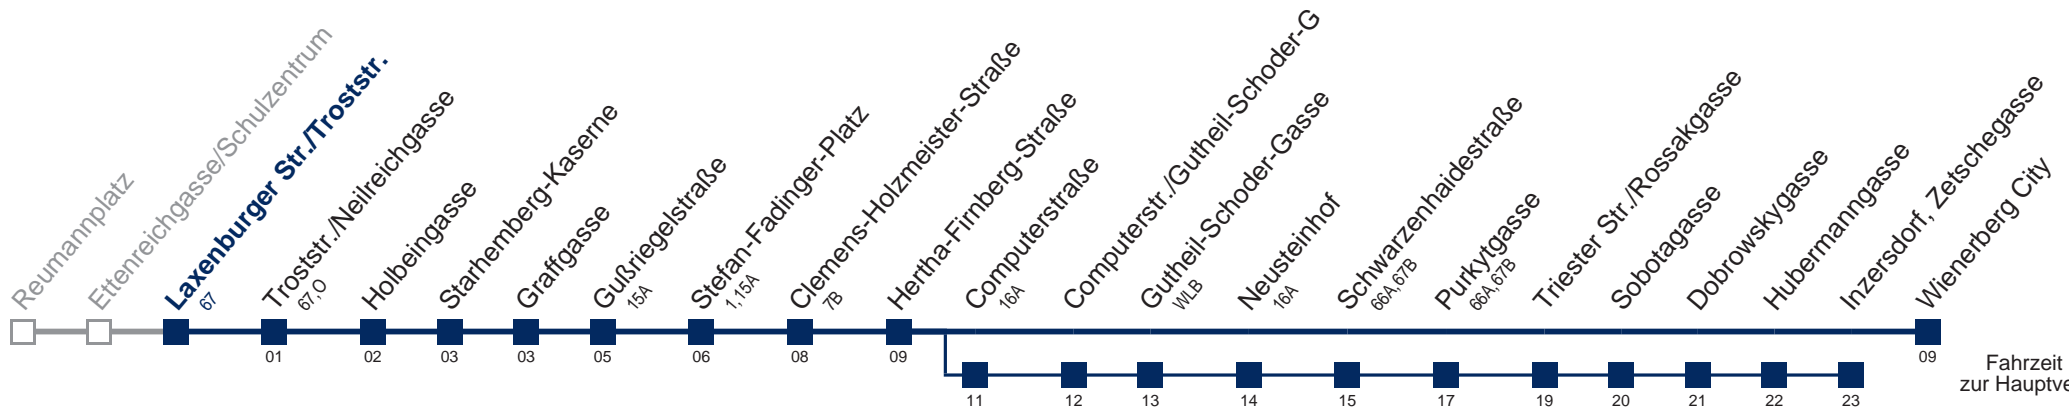 Reumannplatz
Ettenreichgasse/Schulzentrum
Laxenburger Str./Troststr.
67
Troststr./Neilreichgasse
67,O
Holbeingasse
Starhemberg-Kaserne
Graffgasse
Gußriegelstraße
15A
Stefan-Fadinger-Platz
1,15A
Clemens-Holzmeister-Straße
7B
Hertha-Firnberg-Straße
Computerstraße
16A
Computerstr./Gutheil-Schoder-G
Gutheil-Schoder-Gasse
WLB
Neusteinhof
16A
Schwarzenhaidestraße
66A,67B
Purkytgasse
66A,67B
Triester Str./Rossakgasse
Sobotagasse
Dobrowskygasse
Hubermanngasse
Inzersdorf, Zetschegasse
Wienerberg City
01 02 03 03 05 06 08 09 09
11 12 13 14 15 17 19 20 21 22 23
Fahrzeit
zur Hauptve